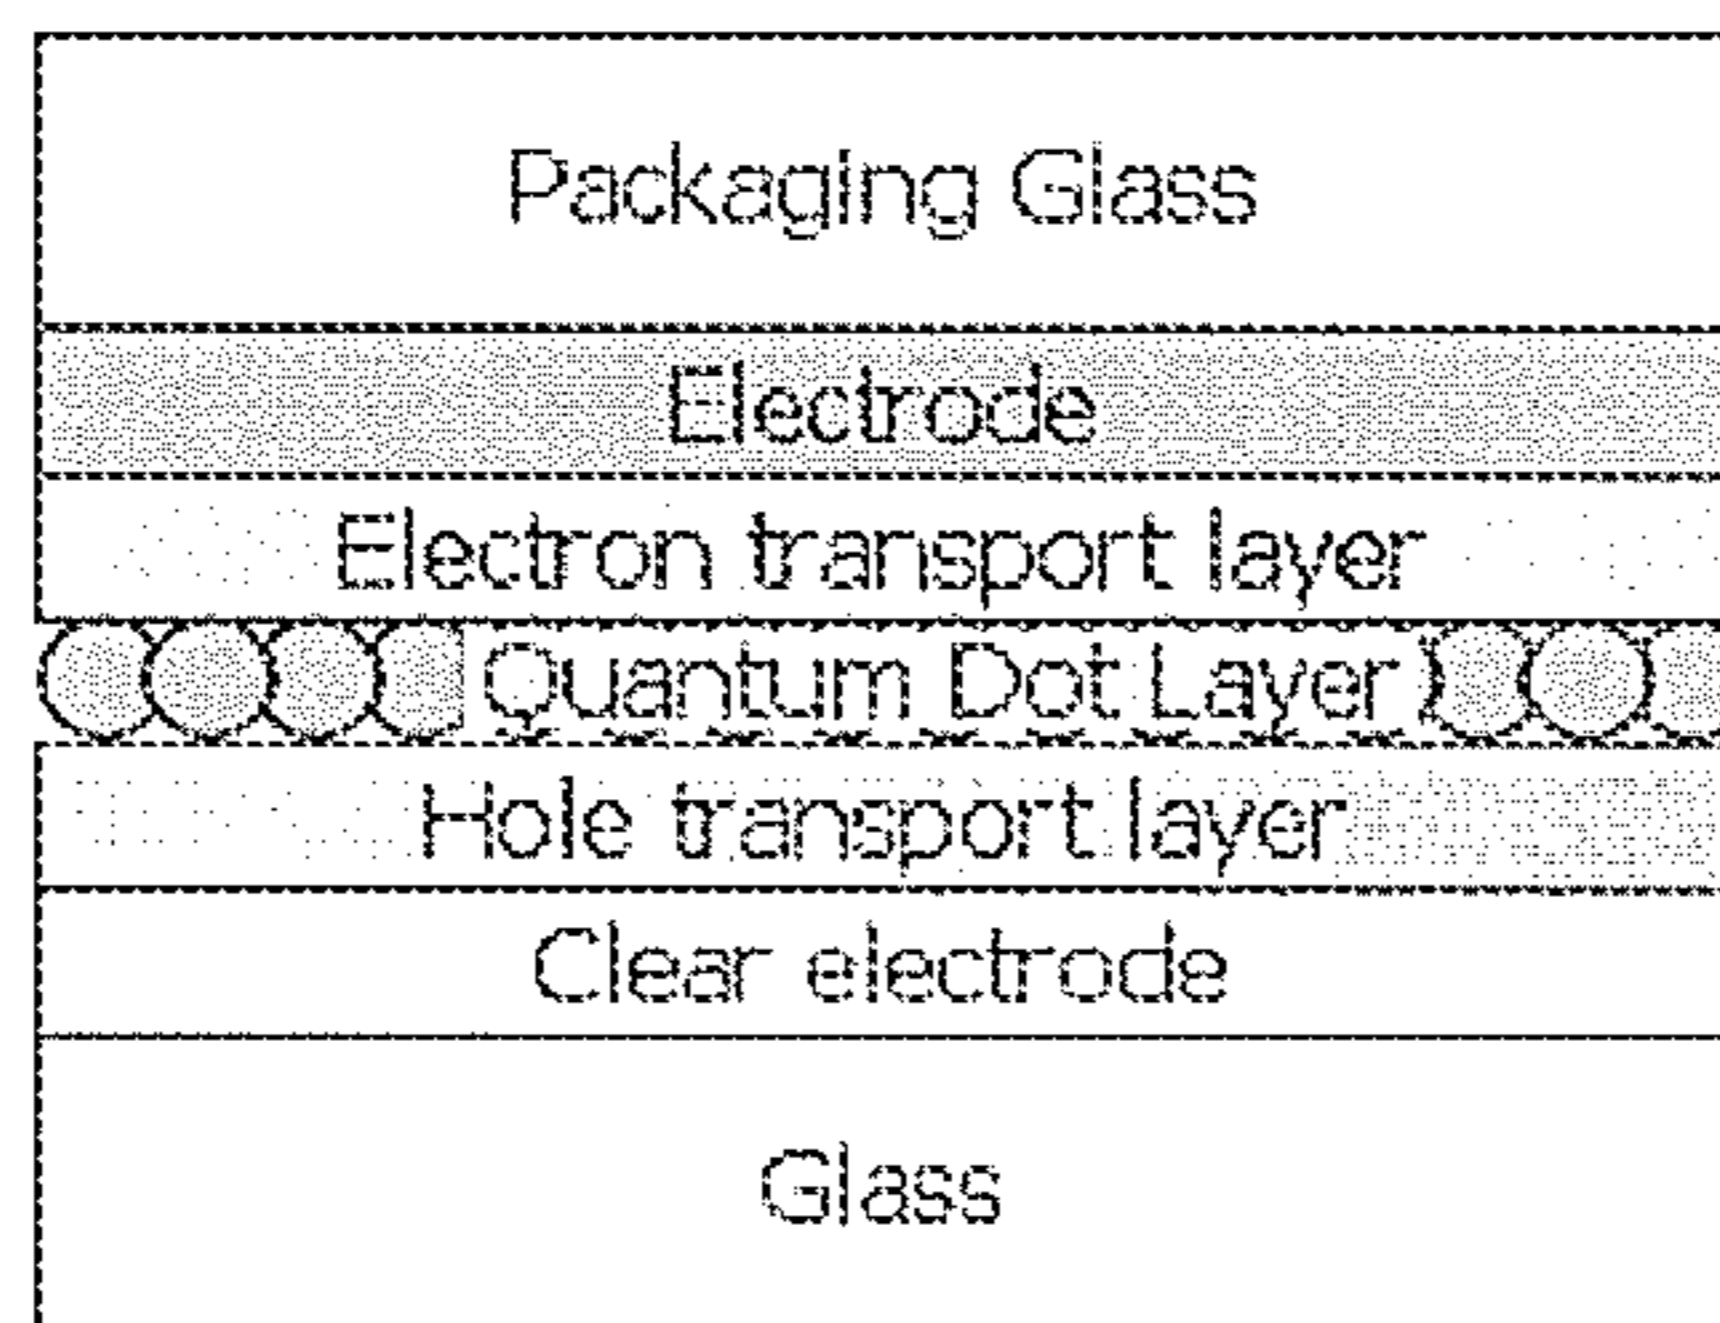 Packaging Glass
Electrode
Electron transport layer
Quantum Dot Layer
Hole transport layer
Clear electrode
Glass